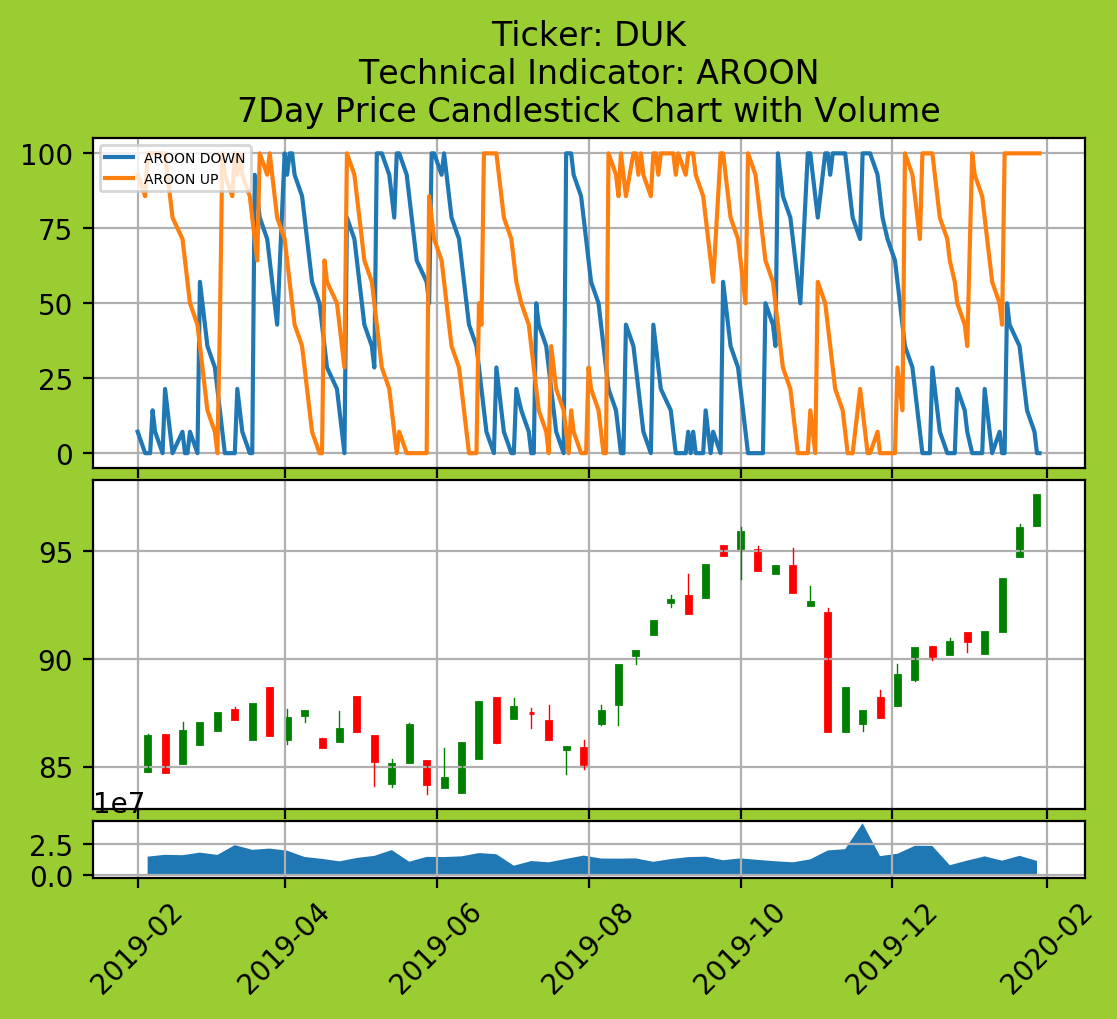 Ticker: DUK
Technical Indicator: AROON
7Day Price Candlestick Chart with Volume
100
75
50
25
0
AROON DOWN
AROON UP
95
90
85
1e7
2.5
0.0
2019-02
2019-04
2019-06
2019-08
2019-10
2019-12
2020-02